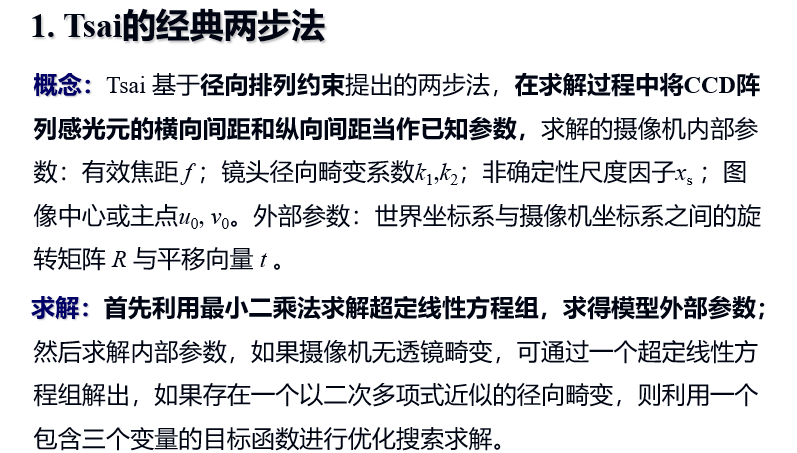 1. Tsai的经典两步法
概念：Tsai 基于径向排列约束提出的两步法，在求解过程中将CCD阵
列感光元的横向间距和纵向间距当作已知参数，求解的摄像机内部参
数：有效焦距 f ；镜头径向畸变系数k1,k2；非确定性尺度因子xs ；图
像中心或主点u0, v0。外部参数：世界坐标系与摄像机坐标系之间的旋
转矩阵 R 与平移向量 t 。
求解：首先利用最小二乘法求解超定线性方程组，求得模型外部参数；
然后求解内部参数，如果摄像机无透镜畸变，可通过一个超定线性方
程组解出，如果存在一个以二次多项式近似的径向畸变，则利用一个
包含三个变量的目标函数进行优化搜索求解。